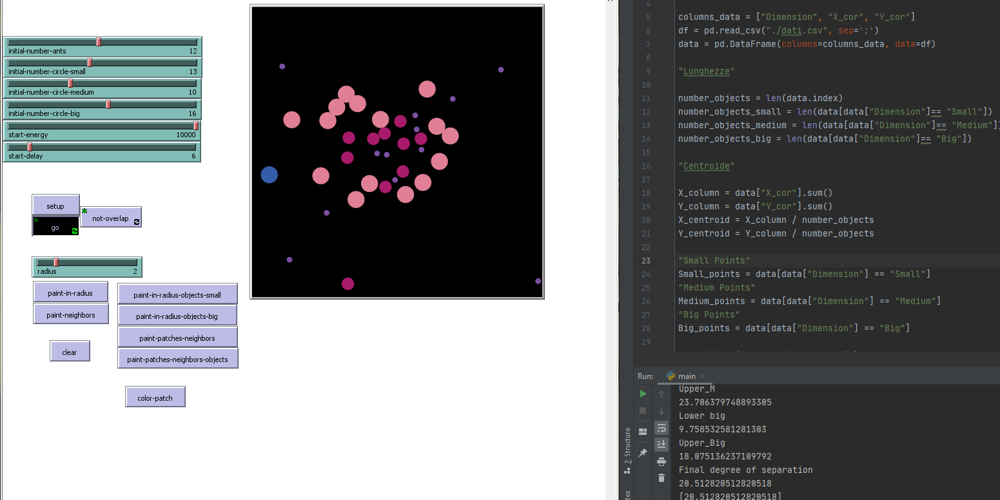 initial-number-ants 12
initial-number-circle-small 13
initial-number-circle-medium 10
initial-number-circle-big 16
start-energy 10000
start-delay 6
setup
go
not-overlap
radius 2
paint-in-radius
paint-neighbors
paint-in-radius-objects-small
paint-in-radius-objects-big
paint-patches-neighbors
paint-patches-neighbors-objects
clear
color-patch
4
5 columns_data = ["Dimension", "X_cor", "Y_cor"]
6 df = pd.read_csv("./dati.csv", sep=';')
7 data = pd.DataFrame(columns=columns_data, data=df)
8
9 "Lunghezze"
10
11 number_objects = len(data.index)
12 number_objects_small = len(data[data["Dimension"]== "Small"])
13 number_objects_medium = len(data[data["Dimension"]== "Medium"])
14 number_objects_big = len(data[data["Dimension"]== "Big"])
15
16 "Centroide"
17
18 X_column = data["X_cor"].sum()
19 Y_column = data["Y_cor"].sum()
20 X_centroid = X_column / number_objects
21 Y_centroid = Y_column / number_objects
22
23 "Small Points"
24 Small_points = data[data["Dimension"] == "Small"]
25 "Medium Points"
26 Medium_points = data[data["Dimension"] == "Medium"]
27 "Big Points"
28 Big_points = data[data["Dimension"] == "Big"]
29
Run: main
Upper_M
23.706379748893305
Lower big
9.758532581281303
Upper_Big
18.075136237109792
Final degree of separation
20.512820512820518
[20.512820512820518]
7: Structure